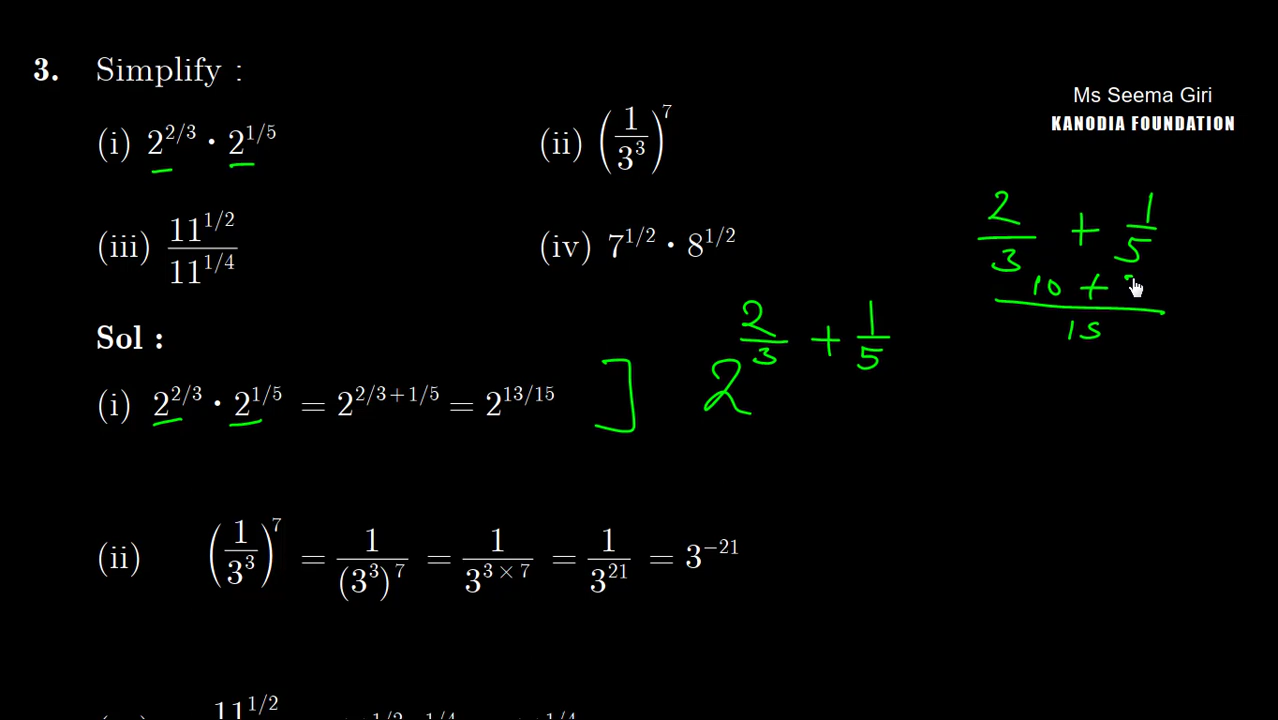 3. Simplify :
Ms Seema Giri
KANODIA FOUNDATION
(i) 2^{2/3} · 2^{1/5} (ii) (1/3^3)^7
(iii) 11^{1/2}/11^{1/4} (iv) 7^{1/2} · 8^{1/2}
2/3 + 1/5
10 +
15
Sol :
(i) 2^{2/3} · 2^{1/5} = 2^{2/3+1/5} = 2^{13/15} ] 2^{2/3 + 1/5}
(ii) (1/3^3)^7 = 1/(3^3)^7 = 1/3^{3×7} = 1/3^{21} = 3^{−21}
11^{1/2}